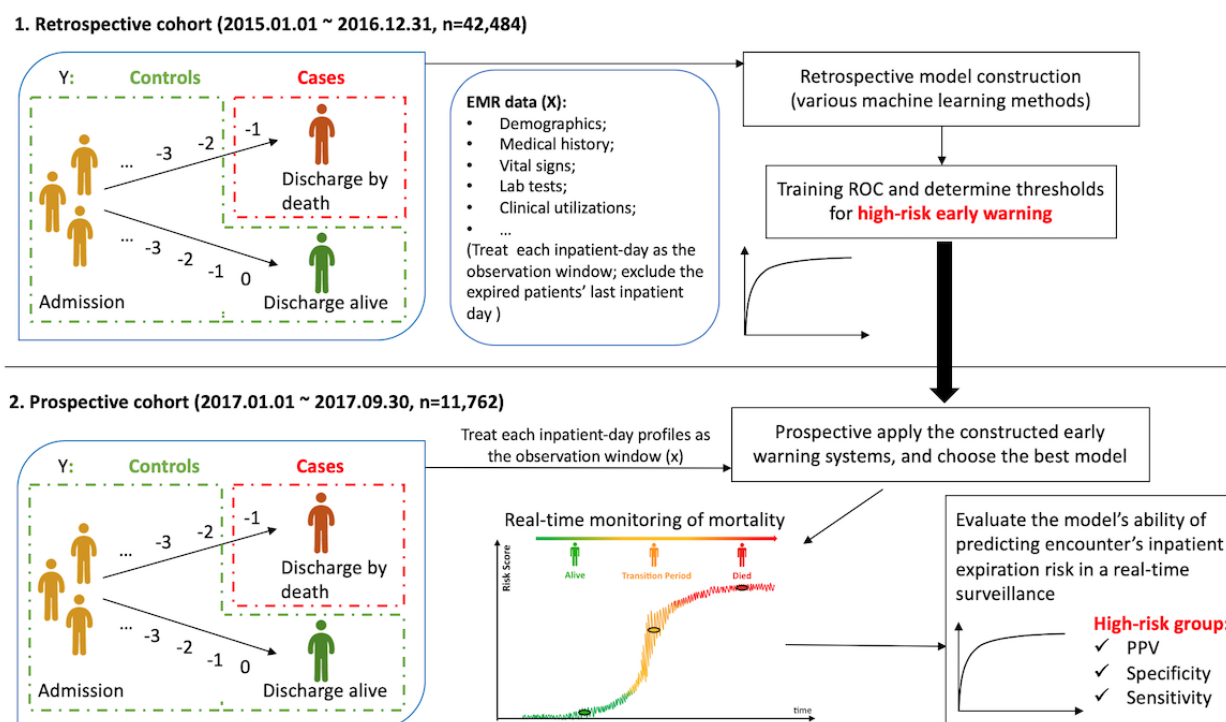 1. Retrospective cohort (2015.01.01 ~ 2016.12.31, n=42,484)
Y: Controls Cases
... -3 -2 -1
Discharge by
death
... -3 -2 -1 0
Admission
Discharge alive
EMR data (X):
• Demographics;
• Medical history;
• Vital signs;
• Lab tests;
• Clinical utilizations;
• ...
(Treat each inpatient-day as the
observation window; exclude the
expired patients' last inpatient
day )
Retrospective model construction
(various machine learning methods)
Training ROC and determine thresholds
for high-risk early warning
2. Prospective cohort (2017.01.01 ~ 2017.09.30, n=11,762)
Y: Controls Cases
... -3 -2 -1
Discharge by
death
... -3 -2 -1 0
Admission
Discharge alive
Treat each inpatient-day profiles as
the observation window (x)
Prospective apply the constructed early
warning systems, and choose the best model
Real-time monitoring of mortality
Risk Score
Alive Transition Period Died
time
Evaluate the model's ability of
predicting encounter's inpatient
expiration risk in a real-time
surveillance
High-risk group:
✓ PPV
✓ Specificity
✓ Sensitivity